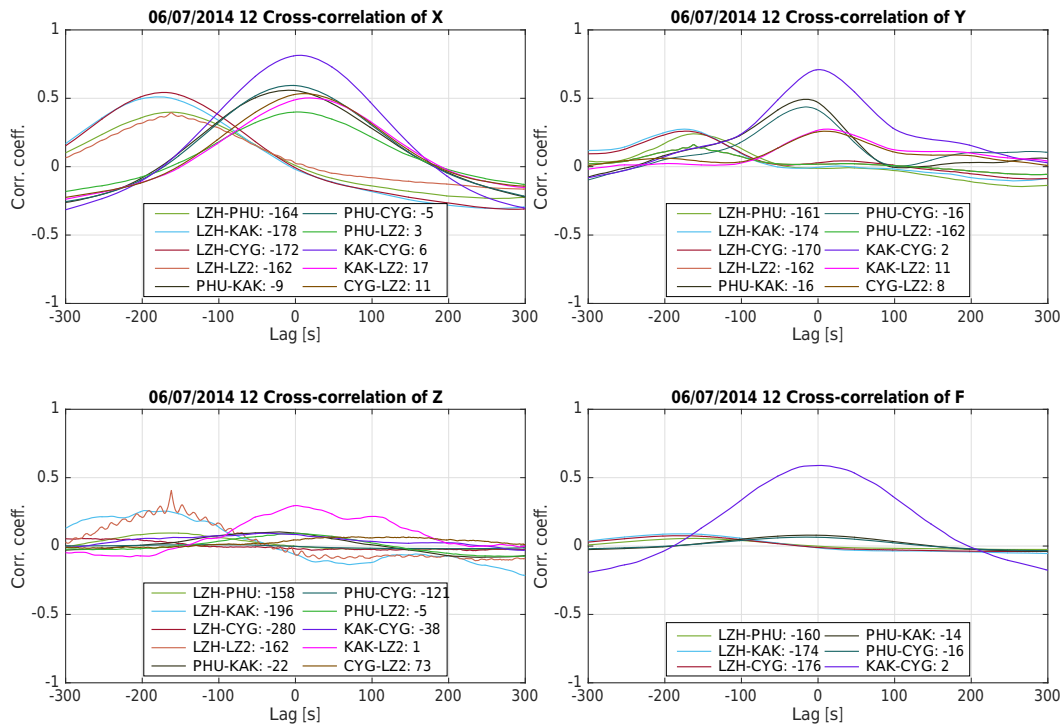 06/07/2014 12 Cross-correlation of X
1
0.5
0
-0.5
-1
Corr. coeff.
LZH-PHU: -164
LZH-KAK: -178
LZH-CYG: -172
LZH-LZ2: -162
PHU-KAK: -9
PHU-CYG: -5
PHU-LZ2: 3
KAK-CYG: 6
KAK-LZ2: 17
CYG-LZ2: 11
-300 -200 -100 0 100 200 300
Lag [s]
06/07/2014 12 Cross-correlation of Y
1
0.5
0
-0.5
-1
Corr. coeff.
LZH-PHU: -161
LZH-KAK: -174
LZH-CYG: -170
LZH-LZ2: -162
PHU-KAK: -16
PHU-CYG: -16
PHU-LZ2: -162
KAK-CYG: 2
KAK-LZ2: 11
CYG-LZ2: 8
-300 -200 -100 0 100 200 300
Lag [s]
06/07/2014 12 Cross-correlation of Z
1
0.5
0
-0.5
-1
Corr. coeff.
LZH-PHU: -158
LZH-KAK: -196
LZH-CYG: -280
LZH-LZ2: -162
PHU-KAK: -22
PHU-CYG: -121
PHU-LZ2: -5
KAK-CYG: -38
KAK-LZ2: 1
CYG-LZ2: 73
-300 -200 -100 0 100 200 300
Lag [s]
06/07/2014 12 Cross-correlation of F
1
0.5
0
-0.5
-1
Corr. coeff.
LZH-PHU: -160
LZH-KAK: -174
LZH-CYG: -176
PHU-KAK: -14
PHU-CYG: -16
KAK-CYG: 2
-300 -200 -100 0 100 200 300
Lag [s]